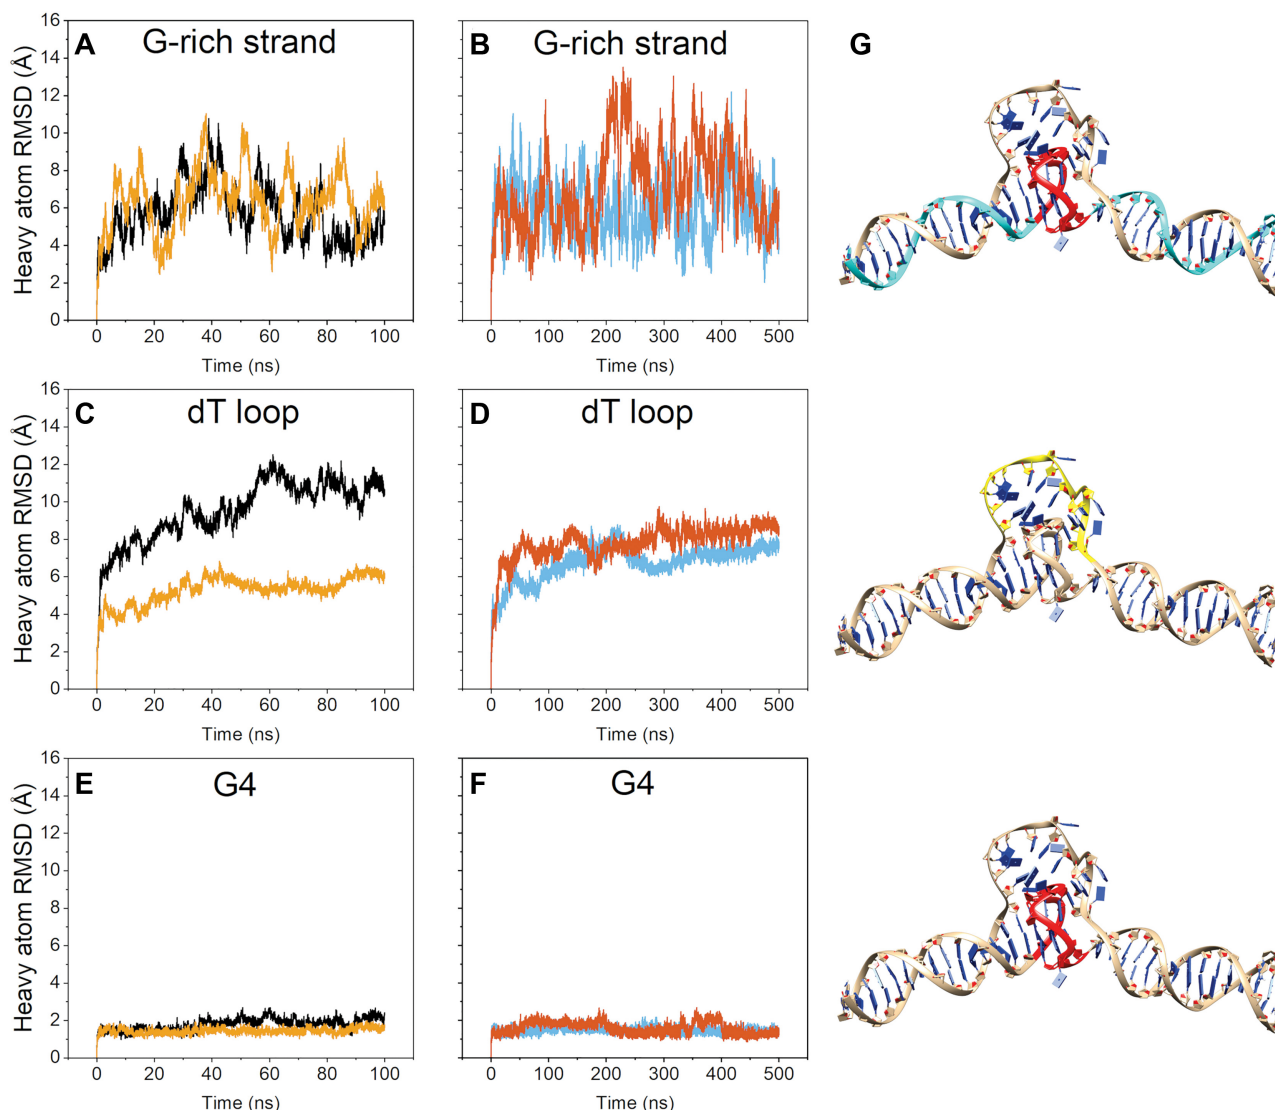 A
G-rich strand
Heavy atom RMSD (Å)
16
14
12
10
8
6
4
2
0
0 20 40 60 80 100
Time (ns)
B
G-rich strand
0 100 200 300 400 500
Time (ns)
G
C
dT loop
Heavy atom RMSD (Å)
16
14
12
10
8
6
4
2
0
0 20 40 60 80 100
Time (ns)
D
dT loop
0 100 200 300 400 500
Time (ns)
E
G4
Heavy atom RMSD (Å)
16
14
12
10
8
6
4
2
0
0 20 40 60 80 100
Time (ns)
F
G4
0 100 200 300 400 500
Time (ns)